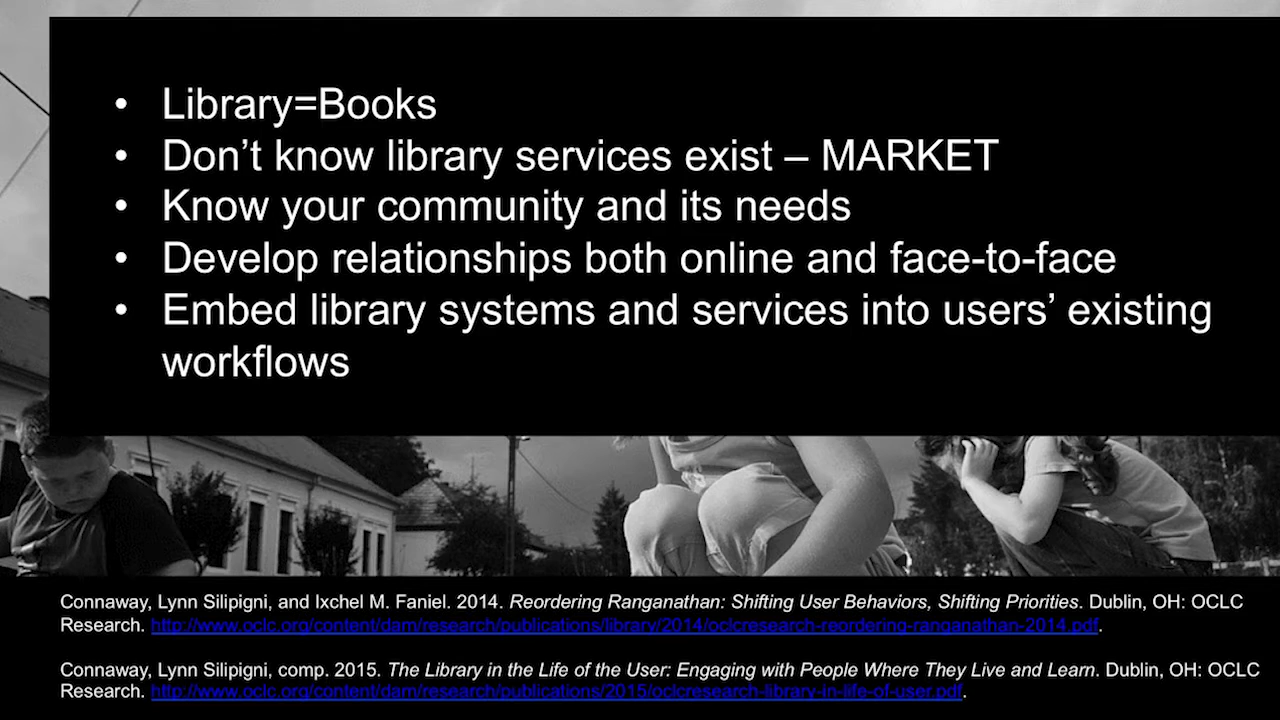 • Library=Books
• Don’t know library services exist – MARKET
• Know your community and its needs
• Develop relationships both online and face-to-face
• Embed library systems and services into users’ existing
workflows
Connaway, Lynn Silipigni, and Ixchel M. Faniel. 2014. Reordering Ranganathan: Shifting User Behaviors, Shifting Priorities. Dublin, OH: OCLC
Research. http://www.oclc.org/content/dam/research/publications/library/2014/oclcresearch-reordering-ranganathan-2014.pdf.
Connaway, Lynn Silipigni, comp. 2015. The Library in the Life of the User: Engaging with People Where They Live and Learn. Dublin, OH: OCLC
Research. http://www.oclc.org/content/dam/research/publications/2015/oclcresearch-library-in-life-of-user.pdf.